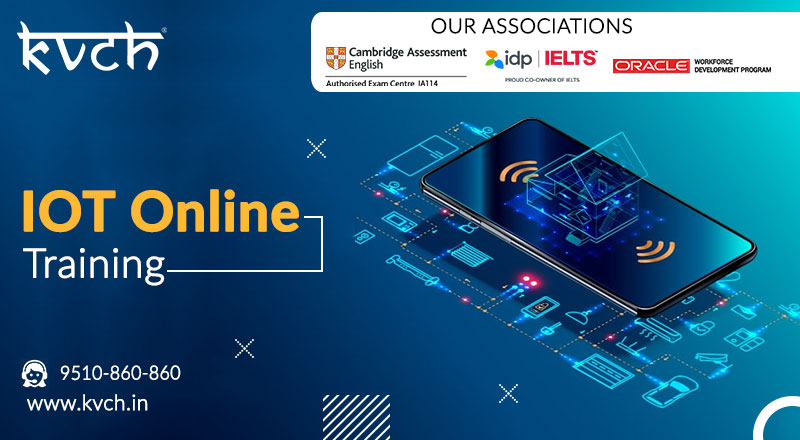 kvch®
OUR ASSOCIATIONS
Cambridge Assessment
English
Authorised Exam Centre IA114
idp | IELTS™
PROUD CO-OWNER OF IELTS
ORACLE
WORKFORCE
DEVELOPMENT PROGRAM
IOT Online
Training
9510-860-860
www.kvch.in